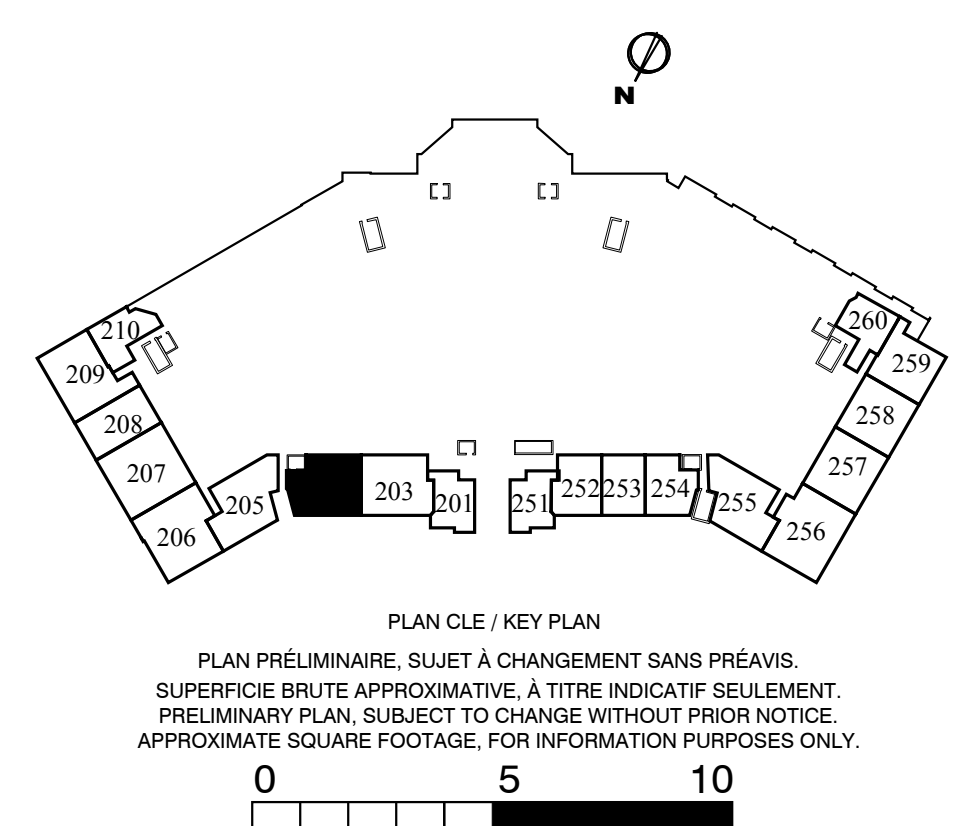 N
210
260
209
259
208
258
207
257
203
252
253
254
201
251
205
255
206
256
PLAN CLE / KEY PLAN
PLAN PRÉLIMINAIRE, SUJET À CHANGEMENT SANS PRÉAVIS.
SUPERFICIE BRUTE APPROXIMATIVE, À TITRE INDICATIF SEULEMENT.
PRELIMINARY PLAN, SUBJECT TO CHANGE WITHOUT PRIOR NOTICE.
APPROXIMATE SQUARE FOOTAGE, FOR INFORMATION PURPOSES ONLY.
0 5 10